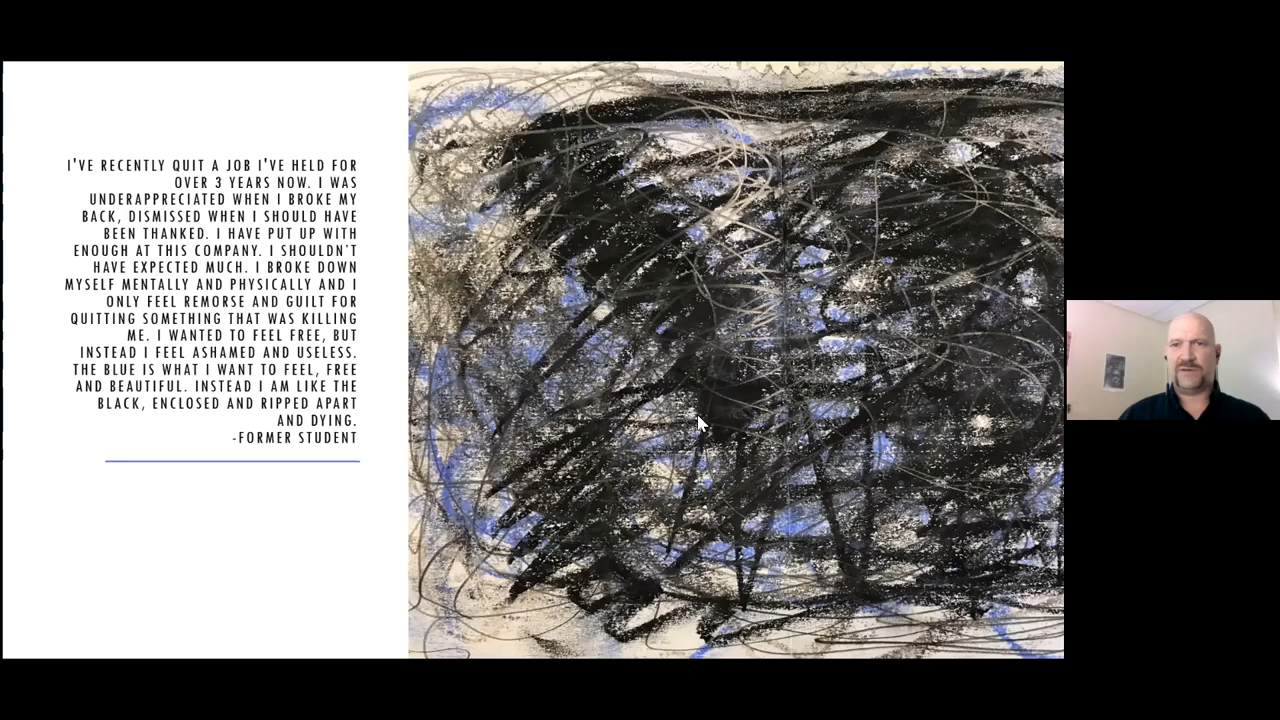 I'VE RECENTLY QUIT A JOB I'VE HELD FOR
OVER 3 YEARS NOW. I WAS
UNDERAPPRECIATED WHEN I BROKE MY
BACK, DISMISSED WHEN I SHOULD HAVE
BEEN THANKED. I HAVE PUT UP WITH
ENOUGH AT THIS COMPANY. I SHOULDN'T
HAVE EXPECTED MUCH. I BROKE DOWN
MYSELF MENTALLY AND PHYSICALLY AND I
ONLY FEEL REMORSE AND GUILT FOR
QUITTING SOMETHING THAT WAS KILLING
ME. I WANTED TO FEEL FREE, BUT
INSTEAD I FEEL ASHAMED AND USELESS.
THE BLUE IS WHAT I WANT TO FEEL, FREE
AND BEAUTIFUL. INSTEAD I AM LIKE THE
BLACK, ENCLOSED AND RIPPED APART
AND DYING.
-FORMER STUDENT